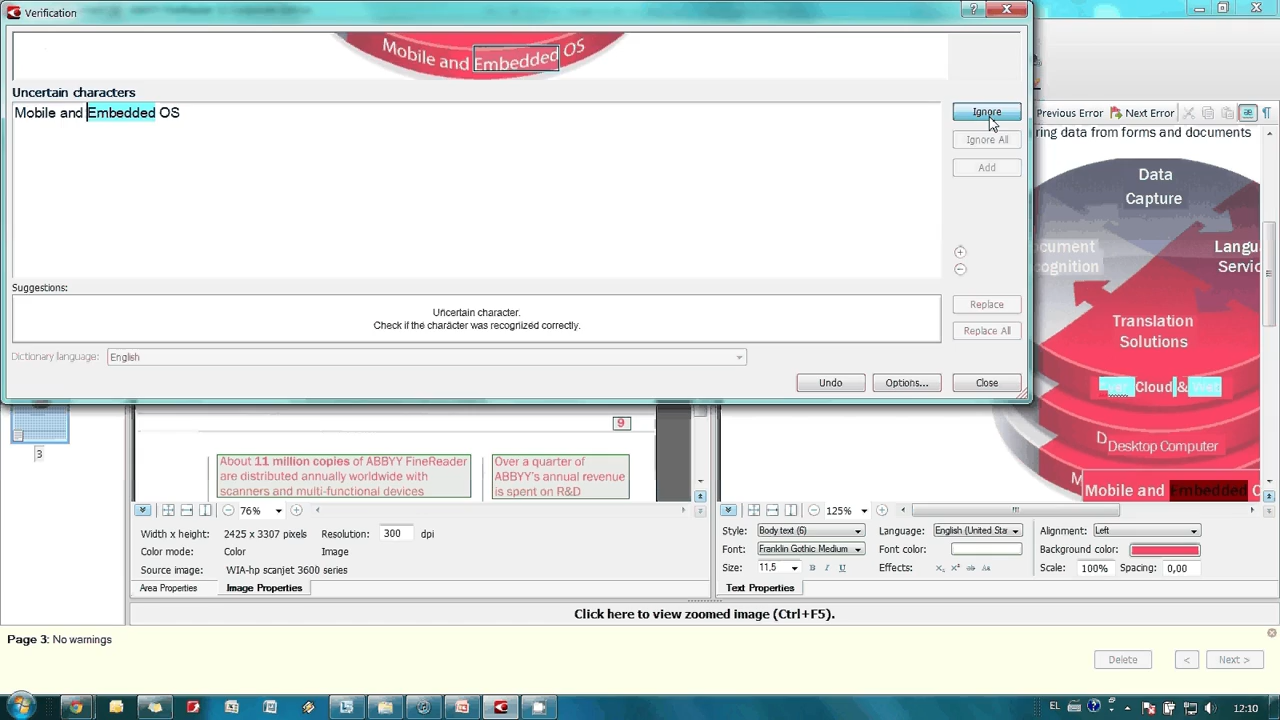 Verification
Mobile and Embedded OS
Uncertain characters
Mobile and Embedded OS
Ignore
Ignore All
Add
Suggestions:
Uncertain character.
Check if the character was recognized correctly.
Replace
Replace All
Dictionary language: English
Undo
Options...
Close
Previous Error
Next Error
ring data from forms and documents
Data
Capture
cument
cognition
Langu
Servic
Translation
Solutions
Cloud & Web
D Desktop Computer
M
Mobile and Embedded O
3
9
About 11 million copies of ABBYY FineReader
are distributed annually worldwide with
scanners and multi-functional devices
Over a quarter of
ABBYY's annual revenue
is spent on R&D
76%
125%
Width x height: 2425 x 3307 pixels Resolution: 300 dpi
Color mode: Color Image
Source image: WIA-hp scanjet 3600 series
Area Properties
Image Properties
Style: Body text (6) Language: English (United Sta Alignment: Left
Font: Franklin Gothic Medium Font color: Background color:
Size: 11,5 Effects: Scale: 100% Spacing: 0,00
Text Properties
Click here to view zoomed image (Ctrl+F5).
Page 3: No warnings
Delete
<
Next >
EL
12:10